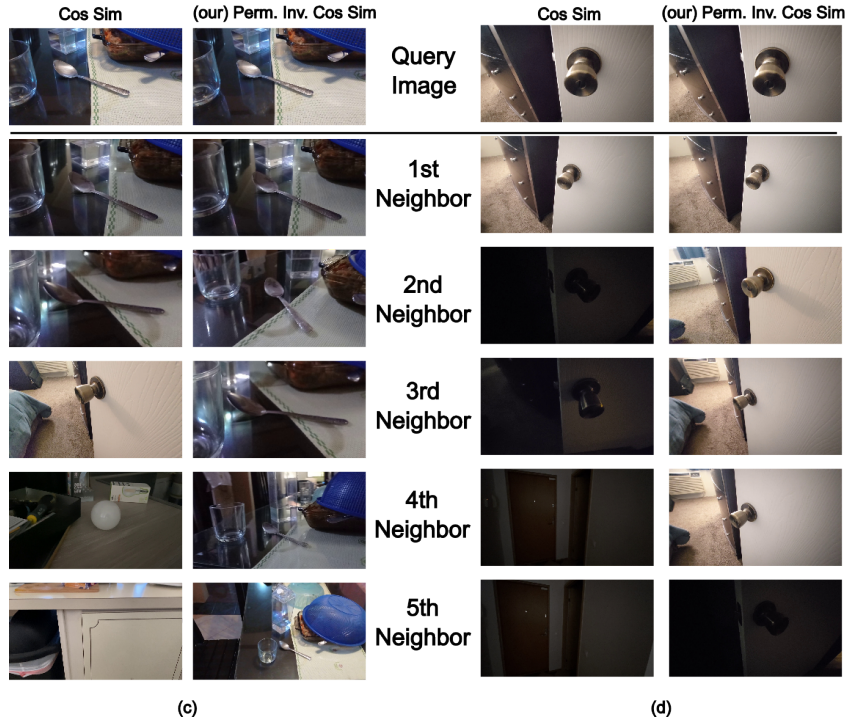 Cos Sim
(our) Perm. Inv. Cos Sim
Cos Sim
(our) Perm. Inv. Cos Sim
Query
Image
1st
Neighbor
2nd
Neighbor
3rd
Neighbor
4th
Neighbor
5th
Neighbor
(c)
(d)